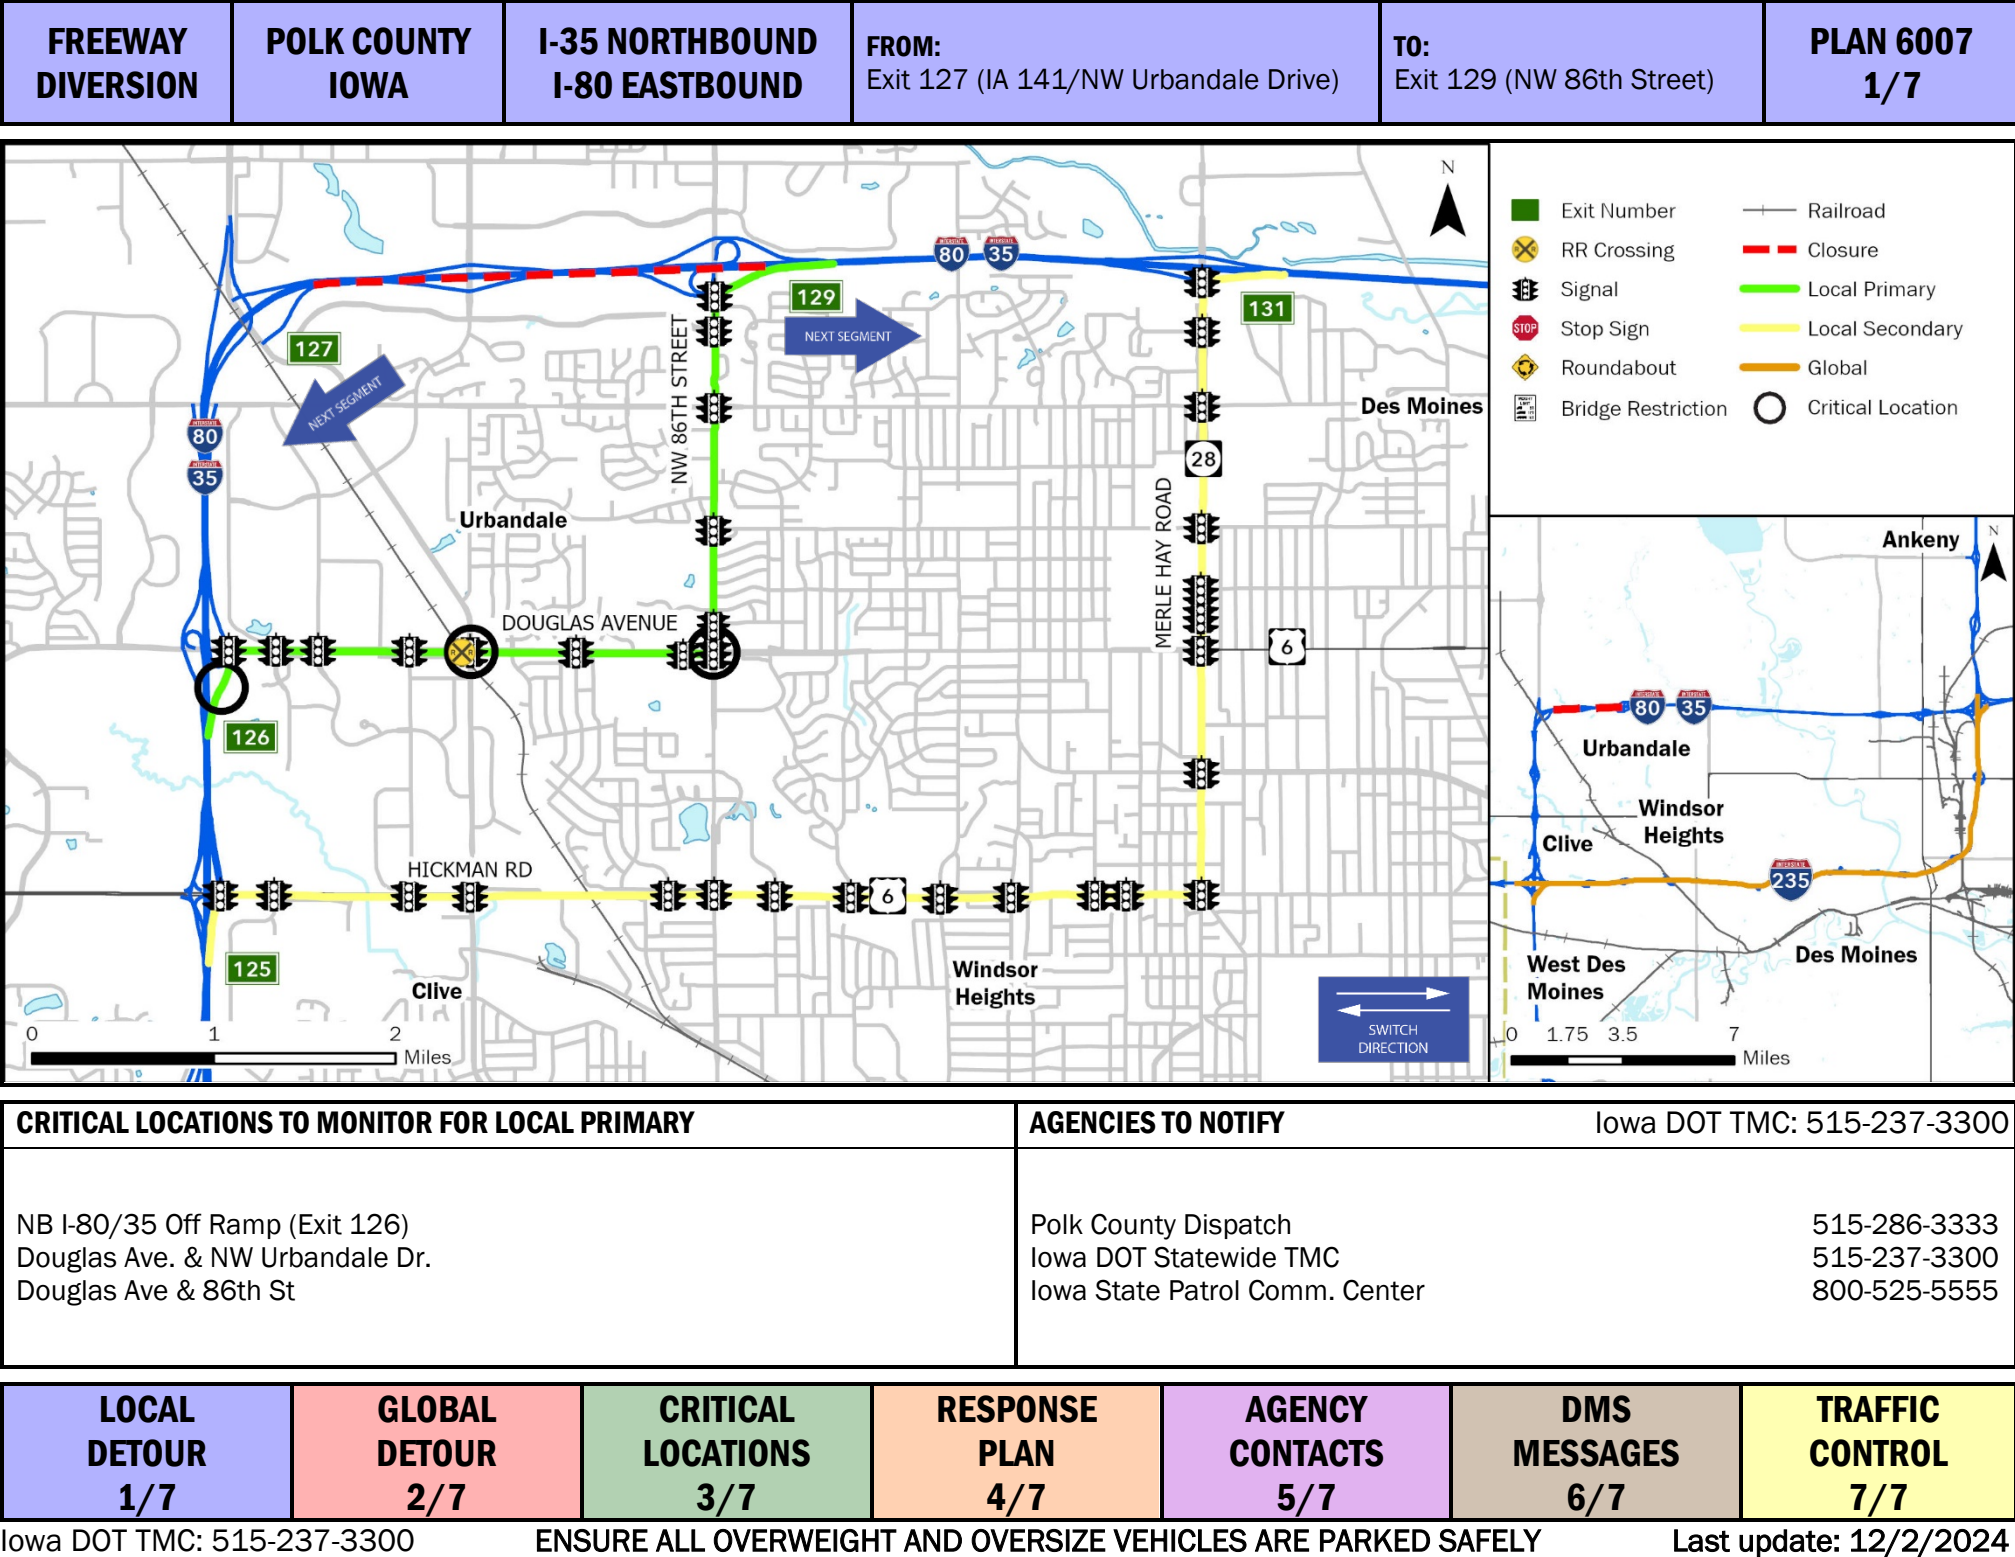 FREEWAY
DIVERSION
POLK COUNTY
IOWA
I-35 NORTHBOUND
I-80 EASTBOUND
FROM:
Exit 127 (IA 141/NW Urbandale Drive)
TO:
Exit 129 (NW 86th Street)
PLAN 6007
1/7
N
INTERSTATE
80
INTERSTATE
35
129
131
127
NEXT SEGMENT
NEXT SEGMENT
NW 86TH STREET
Des Moines
INTERSTATE
80
INTERSTATE
35
28
Urbandale
MERLE HAY ROAD
DOUGLAS AVENUE
R R
6
126
HICKMAN RD
6
125
Clive
Windsor
Heights
SWITCH
DIRECTION
0 1 2
Miles
Exit Number
RR Crossing
Signal
STOP
Stop Sign
Roundabout
Bridge Restriction
Railroad
Closure
Local Primary
Local Secondary
Global
Critical Location
Ankeny
N
INTERSTATE
80
INTERSTATE
35
Urbandale
Windsor
Heights
Clive
INTERSTATE
235
Des Moines
West Des
Moines
0 1.75 3.5 7
Miles
CRITICAL LOCATIONS TO MONITOR FOR LOCAL PRIMARY
NB I-80/35 Off Ramp (Exit 126)
Douglas Ave. & NW Urbandale Dr.
Douglas Ave & 86th St
AGENCIES TO NOTIFY Iowa DOT TMC: 515-237-3300
Polk County Dispatch 515-286-3333
Iowa DOT Statewide TMC 515-237-3300
Iowa State Patrol Comm. Center 800-525-5555
LOCAL
DETOUR
1/7
GLOBAL
DETOUR
2/7
CRITICAL
LOCATIONS
3/7
RESPONSE
PLAN
4/7
AGENCY
CONTACTS
5/7
DMS
MESSAGES
6/7
TRAFFIC
CONTROL
7/7
Iowa DOT TMC: 515-237-3300 ENSURE ALL OVERWEIGHT AND OVERSIZE VEHICLES ARE PARKED SAFELY Last update: 12/2/2024